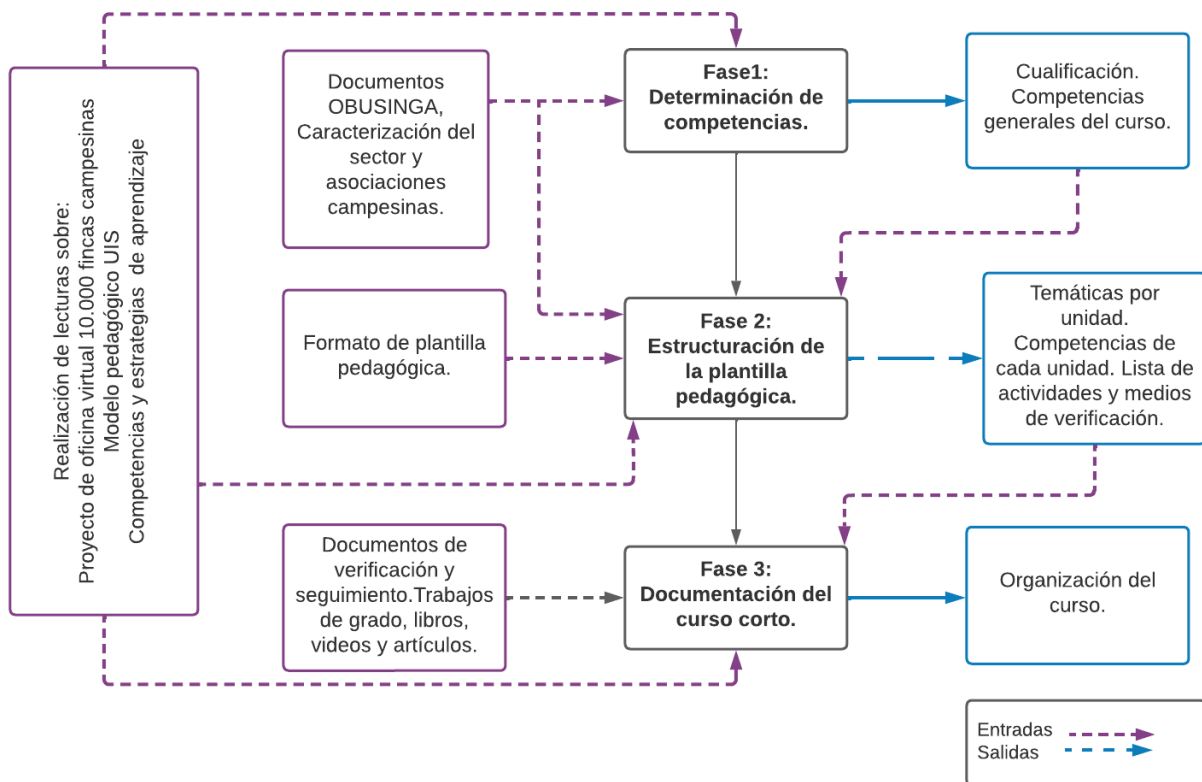 Realización de lecturas sobre:
Proyecto de oficina virtual 10.000 fincas campesinas
Modelo pedagógico UIS
Competencias y estrategias de aprendizaje
Documentos
OBUSINGA,
Caracterización del
sector y
asociaciones
campesinas.
Fase1:
Determinación de
competencias.
Cualificación.
Competencias
generales del curso.
Formato de plantilla
pedagógica.
Fase 2:
Estructuración de
la plantilla
pedagógica.
Temáticas por
unidad.
Competencias de
cada unidad. Lista de
actividades y medios
de verificación.
Documentos de
verificación y
seguimiento.Trabajos
de grado, libros,
videos y artículos.
Fase 3:
Documentación del
curso corto.
Organización del
curso.
Entradas
Salidas